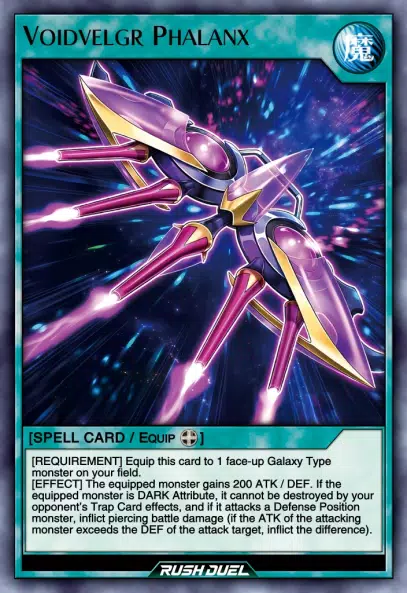 VOIDVELGR PHALANX
魔
[SPELL CARD / EQUIP ]
[REQUIREMENT] Equip this card to 1 face-up Galaxy Type
monster on your field.
[EFFECT] The equipped monster gains 200 ATK / DEF. If the
equipped monster is DARK Attribute, it cannot be destroyed by your
opponent's Trap Card effects, and if it attacks a Defense Position
monster, inflict piercing battle damage (if the ATK of the attacking
monster exceeds the DEF of the attack target, inflict the difference).
RUSH DUEL